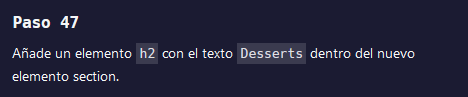 Paso 47
Añade un elemento h2 con el texto Desserts dentro del nuevo
elemento section.